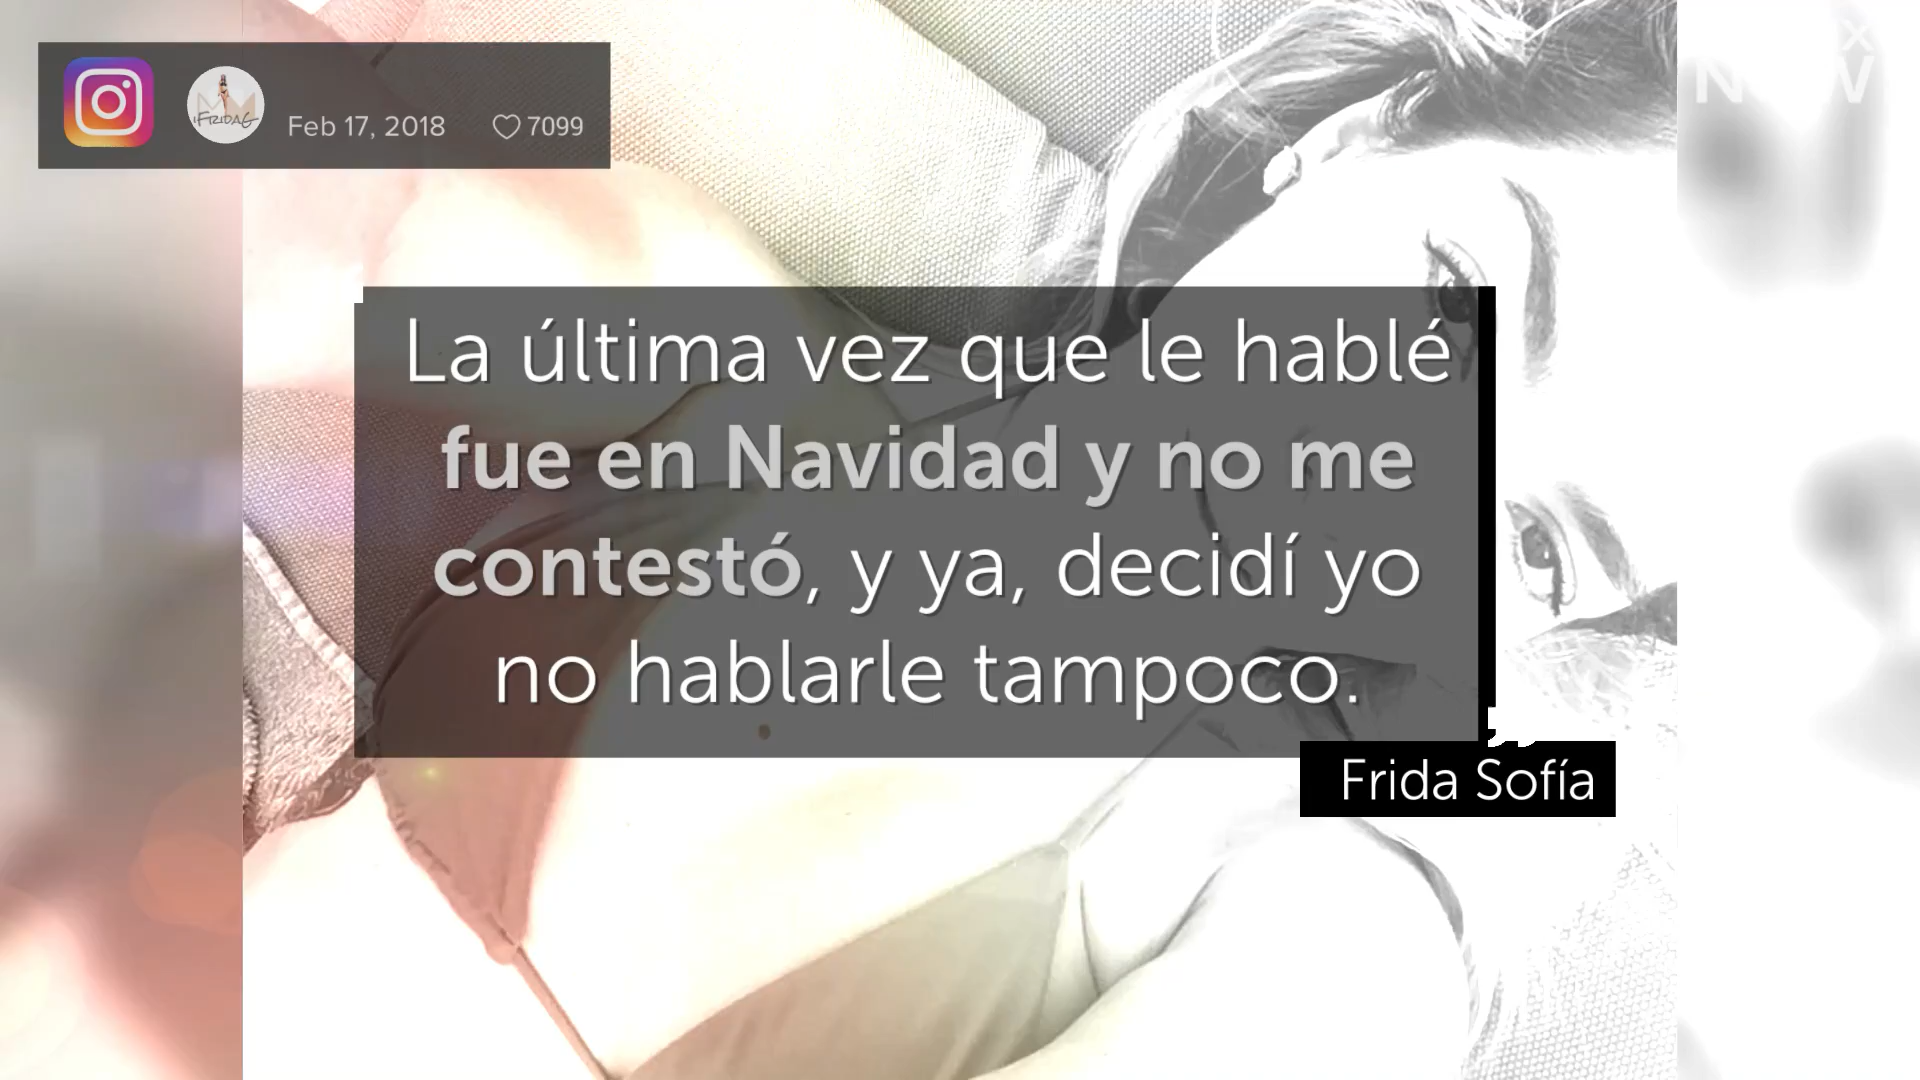 iFRIDAG
Feb 17, 2018
7099
La última vez que le hablé
fue en Navidad y no me
contestó, y ya, decidí yo
no hablarle tampoco.
Frida Sofía